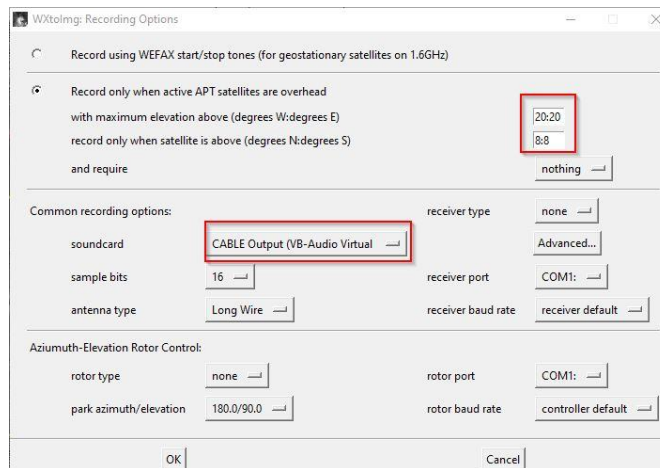 WXtoImg: Recording Options
Record using WEFAX start/stop tones (for geostationary satellites on 1.6GHz)
Record only when active APT satellites are overhead
with maximum elevation above (degrees W:degrees E) 20:20
record only when satellite is above (degrees N:degrees S) 8:8
and require nothing
Common recording options: receiver type none
soundcard CABLE Output (VB-Audio Virtual Advanced...
sample bits 16 receiver port COM1:
antenna type Long Wire receiver baud rate receiver default
Aziumuth-Elevation Rotor Control:
rotor type none rotor port COM1:
park azimuth/elevation 180.0/90.0 rotor baud rate controller default
OK Cancel